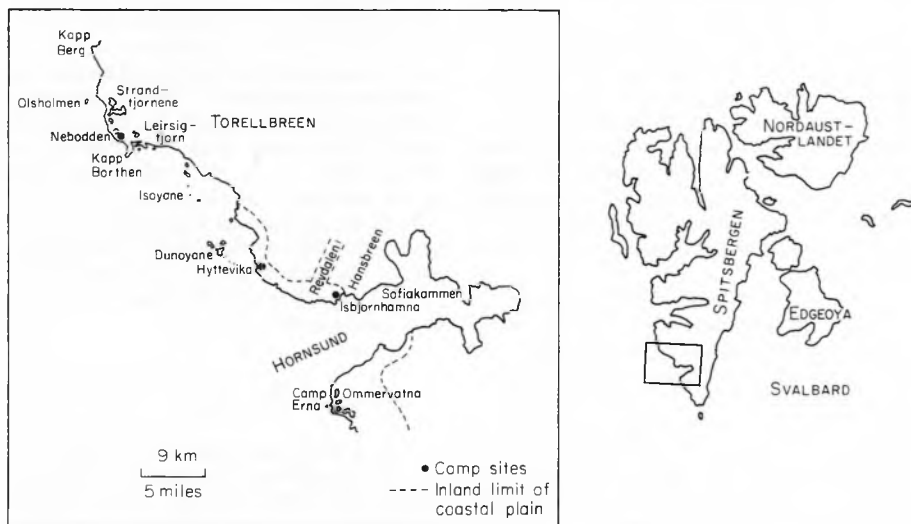 Kapp
Berg
Olsholmen
Strand-
tjornene
TORELLBREEN
Nebodden
Leirsig-
tjorn
Kapp
Borthen
Isoyane
Dunoyane
Hyttevika
Revdalen
Hansbreen
Sofiakammen
Isbjornhamna
HORNSUND
Camp
Erna
Ommervatna
9 km
5 miles
Camp sites
Inland limit of
coastal plain
NORDAUST-
LANDET
SPITSBERGEN
EDGEOYA
SVALBARD